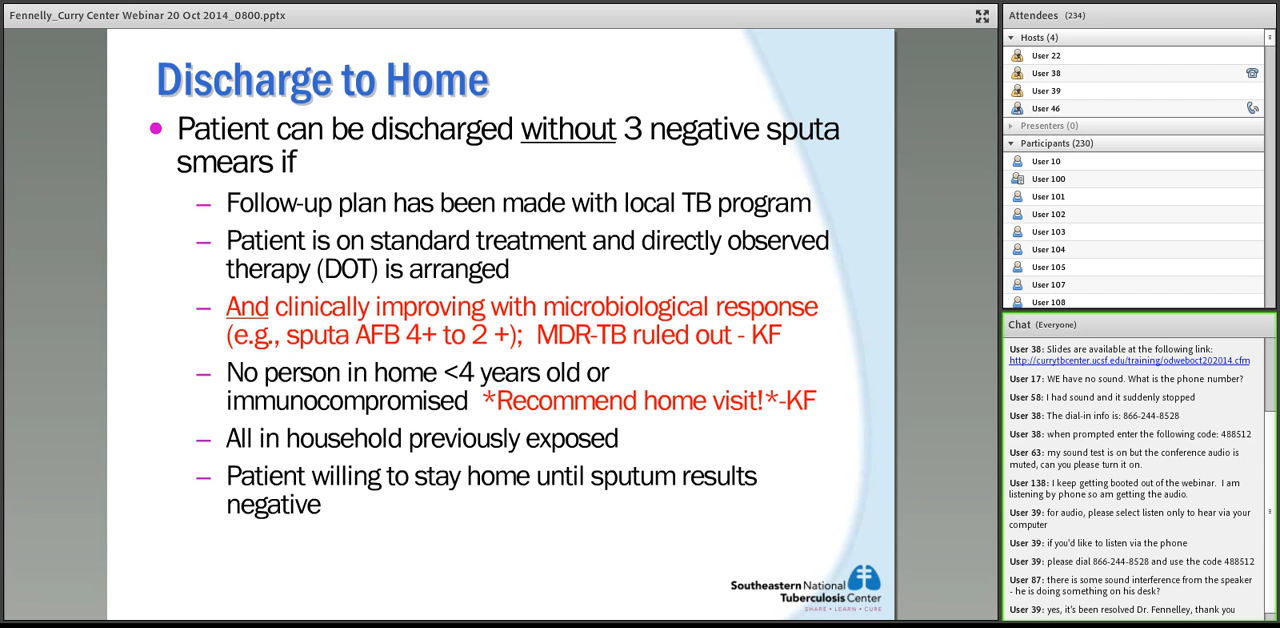 Fennelly_Curry Center Webinar 20 Oct 2014_0800.pptx
Discharge to Home
Patient can be discharged without 3 negative sputa
smears if
– Follow-up plan has been made with local TB program
– Patient is on standard treatment and directly observed
therapy (DOT) is arranged
– And clinically improving with microbiological response
(e.g., sputa AFB 4+ to 2 +); MDR-TB ruled out - KF
– No person in home <4 years old or
immunocompromised *Recommend home visit!*-KF
– All in household previously exposed
– Patient willing to stay home until sputum results
negative
Southeastern National
Tuberculosis Center
SHARE • LEARN • CURE
Attendees (234)
Hosts (4)
User 22
User 38
User 39
User 46
Presenters (0)
Participants (230)
User 10
User 100
User 101
User 102
User 103
User 104
User 105
User 107
User 108
Chat (Everyone)
User 38: Slides are available at the following link:
http://currytbcenter.ucsf.edu/training/odweboct202014.cfm
User 17: WE have no sound. What is the phone number?
User 58: I had sound and it suddenly stopped
User 38: The dial-in info is: 866-244-8528
User 38: when prompted enter the following code: 488512
User 63: my sound test is on but the conference audio is
muted, can you please turn it on.
User 138: I keep getting booted out of the webinar. I am
listening by phone so am getting the audio.
User 39: for audio, please select listen only to hear via your
computer
User 39: if you'd like to listen via the phone
User 39: please dial 866-244-8528 and use the code 488512
User 87: there is some sound interference from the speaker
- he is doing something on his desk?
User 39: yes, it's been resolved Dr. Fennelley, thank you